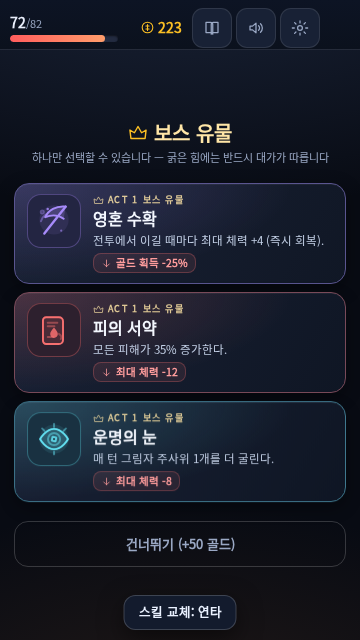 72/82
223
보스 유물
하나만 선택할 수 있습니다 — 굵은 힘에는 반드시 대가가 따릅니다
ACT 1 보스 유물
영혼 수확
전투에서 이길 때마다 최대 체력 +4 (즉시 회복).
↓ 골드 획득 -25%
ACT 1 보스 유물
피의 서약
모든 피해가 35% 증가한다.
↓ 최대 체력 -12
ACT 1 보스 유물
운명의 눈
매 턴 그림자 주사위 1개를 더 굴린다.
↓ 최대 체력 -8
건너뛰기 (+50 골드)
스킬 교체: 연타